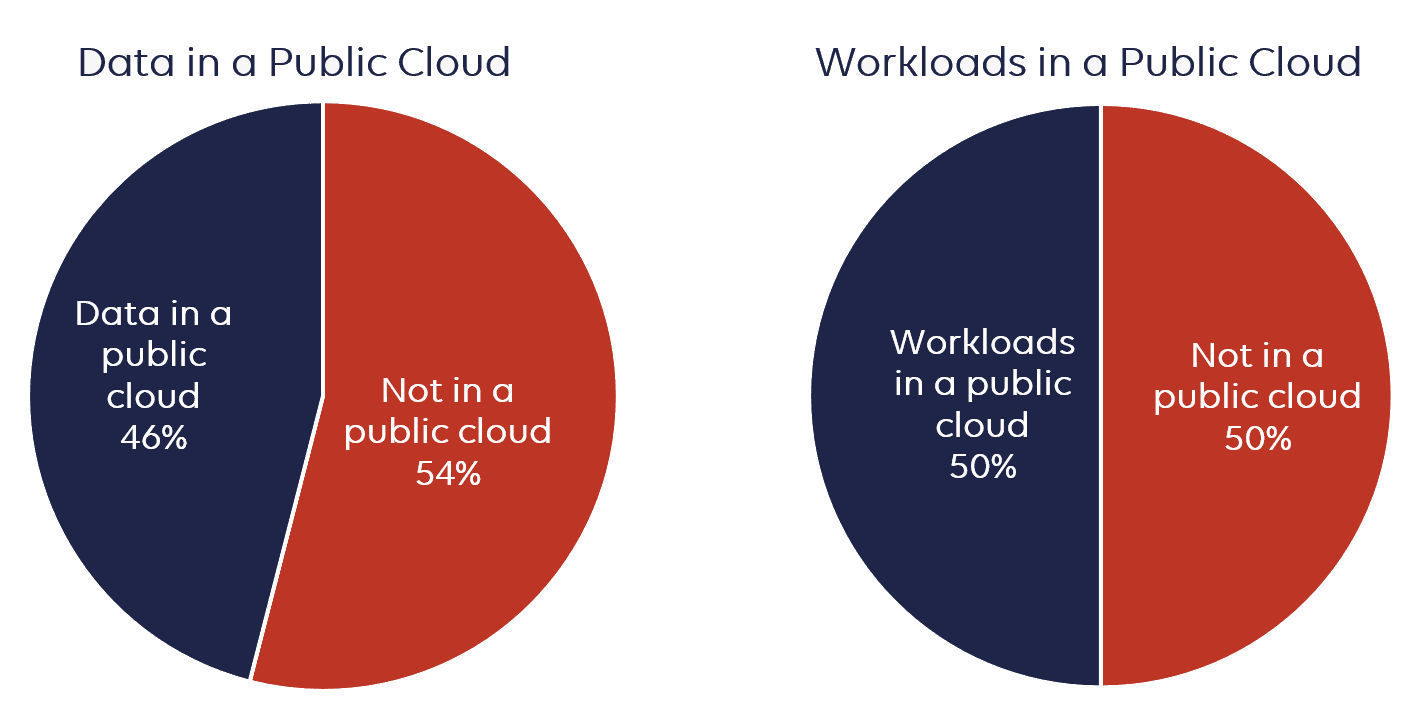 Data in a Public Cloud
Data in a
public
cloud
46%
Not in a
public cloud
54%
Workloads in a Public Cloud
Workloads
in a public
cloud
50%
Not in a
public cloud
50%